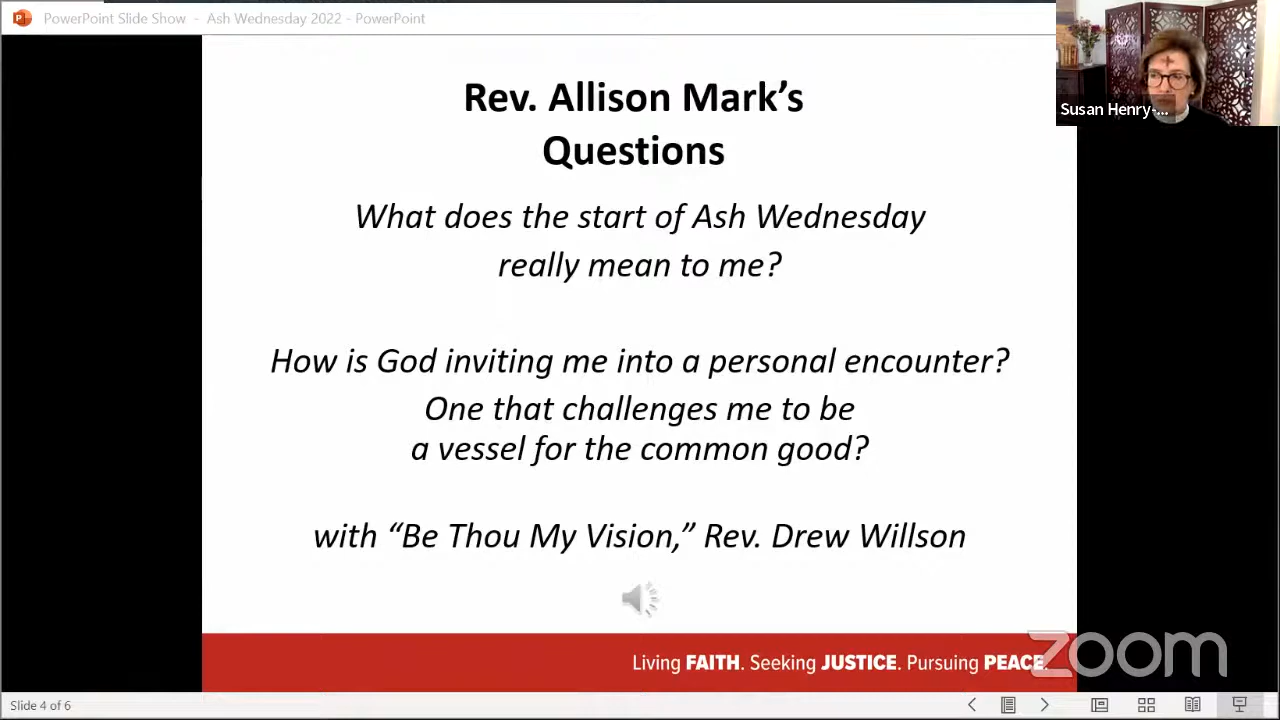 PowerPoint Slide Show - Ash Wednesday 2022 - PowerPoint
Susan Henry-...
Rev. Allison Mark’s
Questions
What does the start of Ash Wednesday
really mean to me?
How is God inviting me into a personal encounter?
One that challenges me to be
a vessel for the common good?
with “Be Thou My Vision,” Rev. Drew Willson
Living FAITH. Seeking JUSTICE. Pursuing PEACE.
zoom
Slide 4 of 6